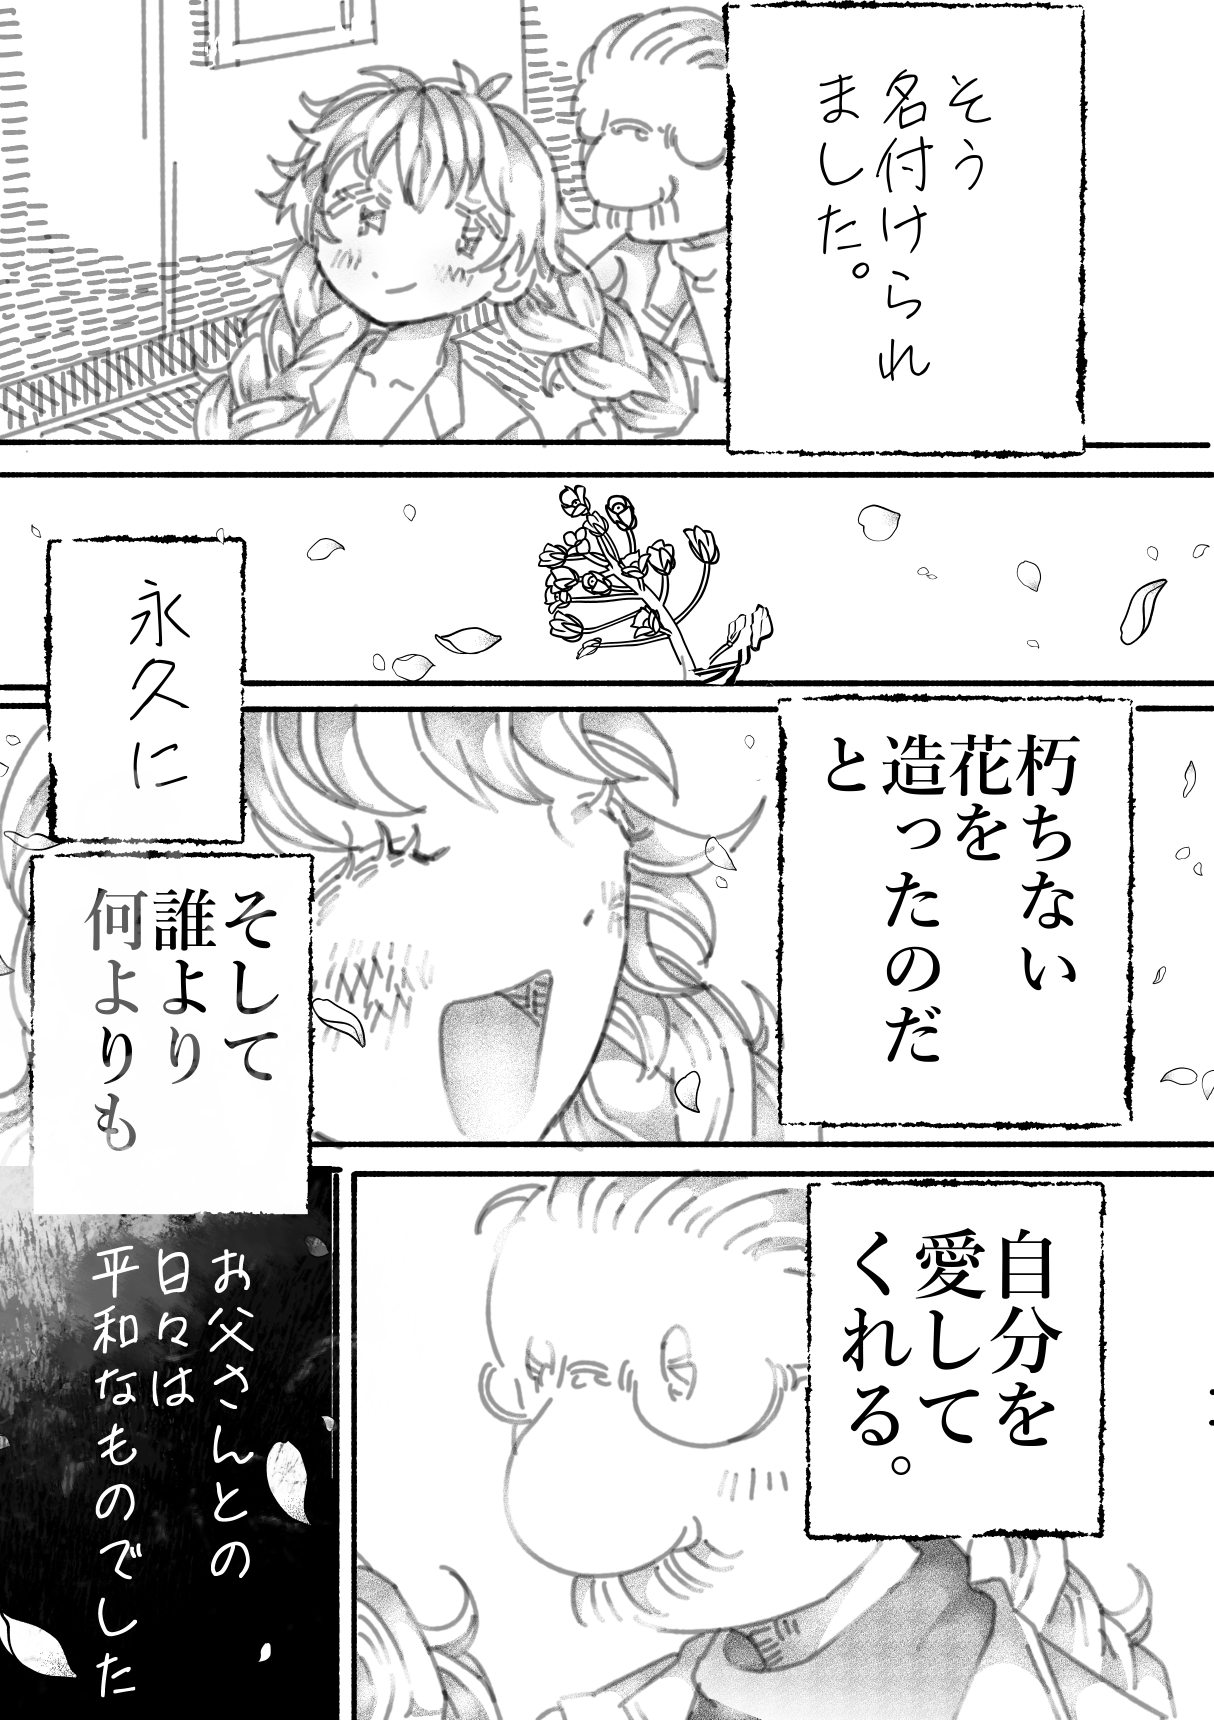 そう
名付けられ
ました。
永久に
朽ちない
花を
造ったのだ
と
そして
誰より
何よりも
自分を
愛して
くれる。
お父さんとの
日々は
平和なものでした